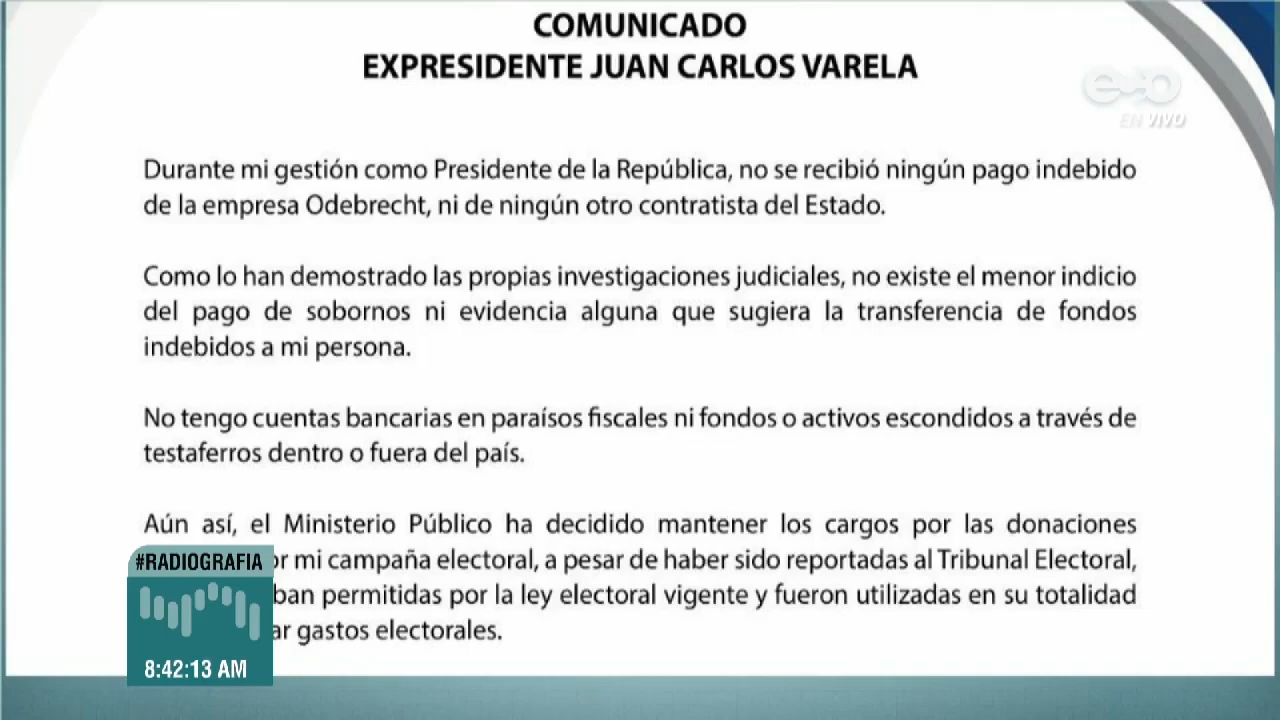 COMUNICADO
EXPRESIDENTE JUAN CARLOS VARELA
eco
EN VIVO
Durante mi gestión como Presidente de la República, no se recibió ningún pago indebido
de la empresa Odebrecht, ni de ningún otro contratista del Estado.
Como lo han demostrado las propias investigaciones judiciales, no existe el menor indicio
del pago de sobornos ni evidencia alguna que sugiera la transferencia de fondos
indebidos a mi persona.
No tengo cuentas bancarias en paraísos fiscales ni fondos o activos escondidos a través de
testaferros dentro o fuera del país.
Aún así, el Ministerio Público ha decidido mantener los cargos por las donaciones
mi campaña electoral, a pesar de haber sido reportadas al Tribunal Electoral,
permitidas por la ley electoral vigente y fueron utilizadas en su totalidad
gastos electorales.
#RADIOGRAFIA
8:42:13 AM